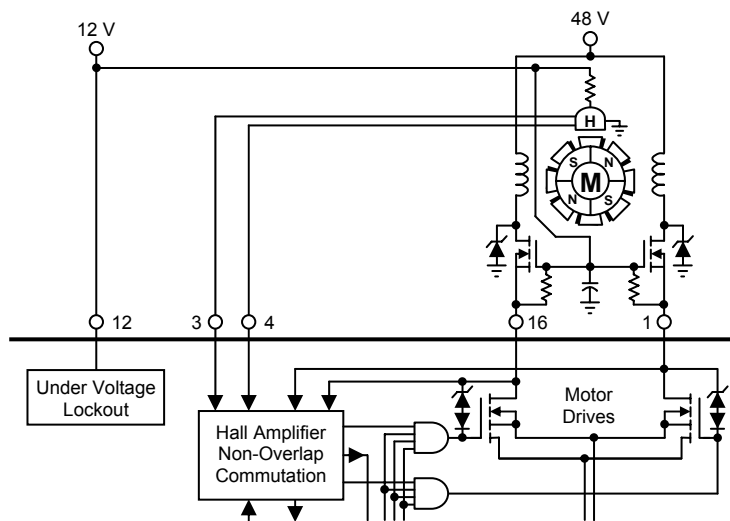 12 V
48 V
H
S
N
M
N
S
12
3
4
16
1
Under Voltage
Lockout
Hall Amplifier
Non-Overlap
Commutation
Motor
Drives